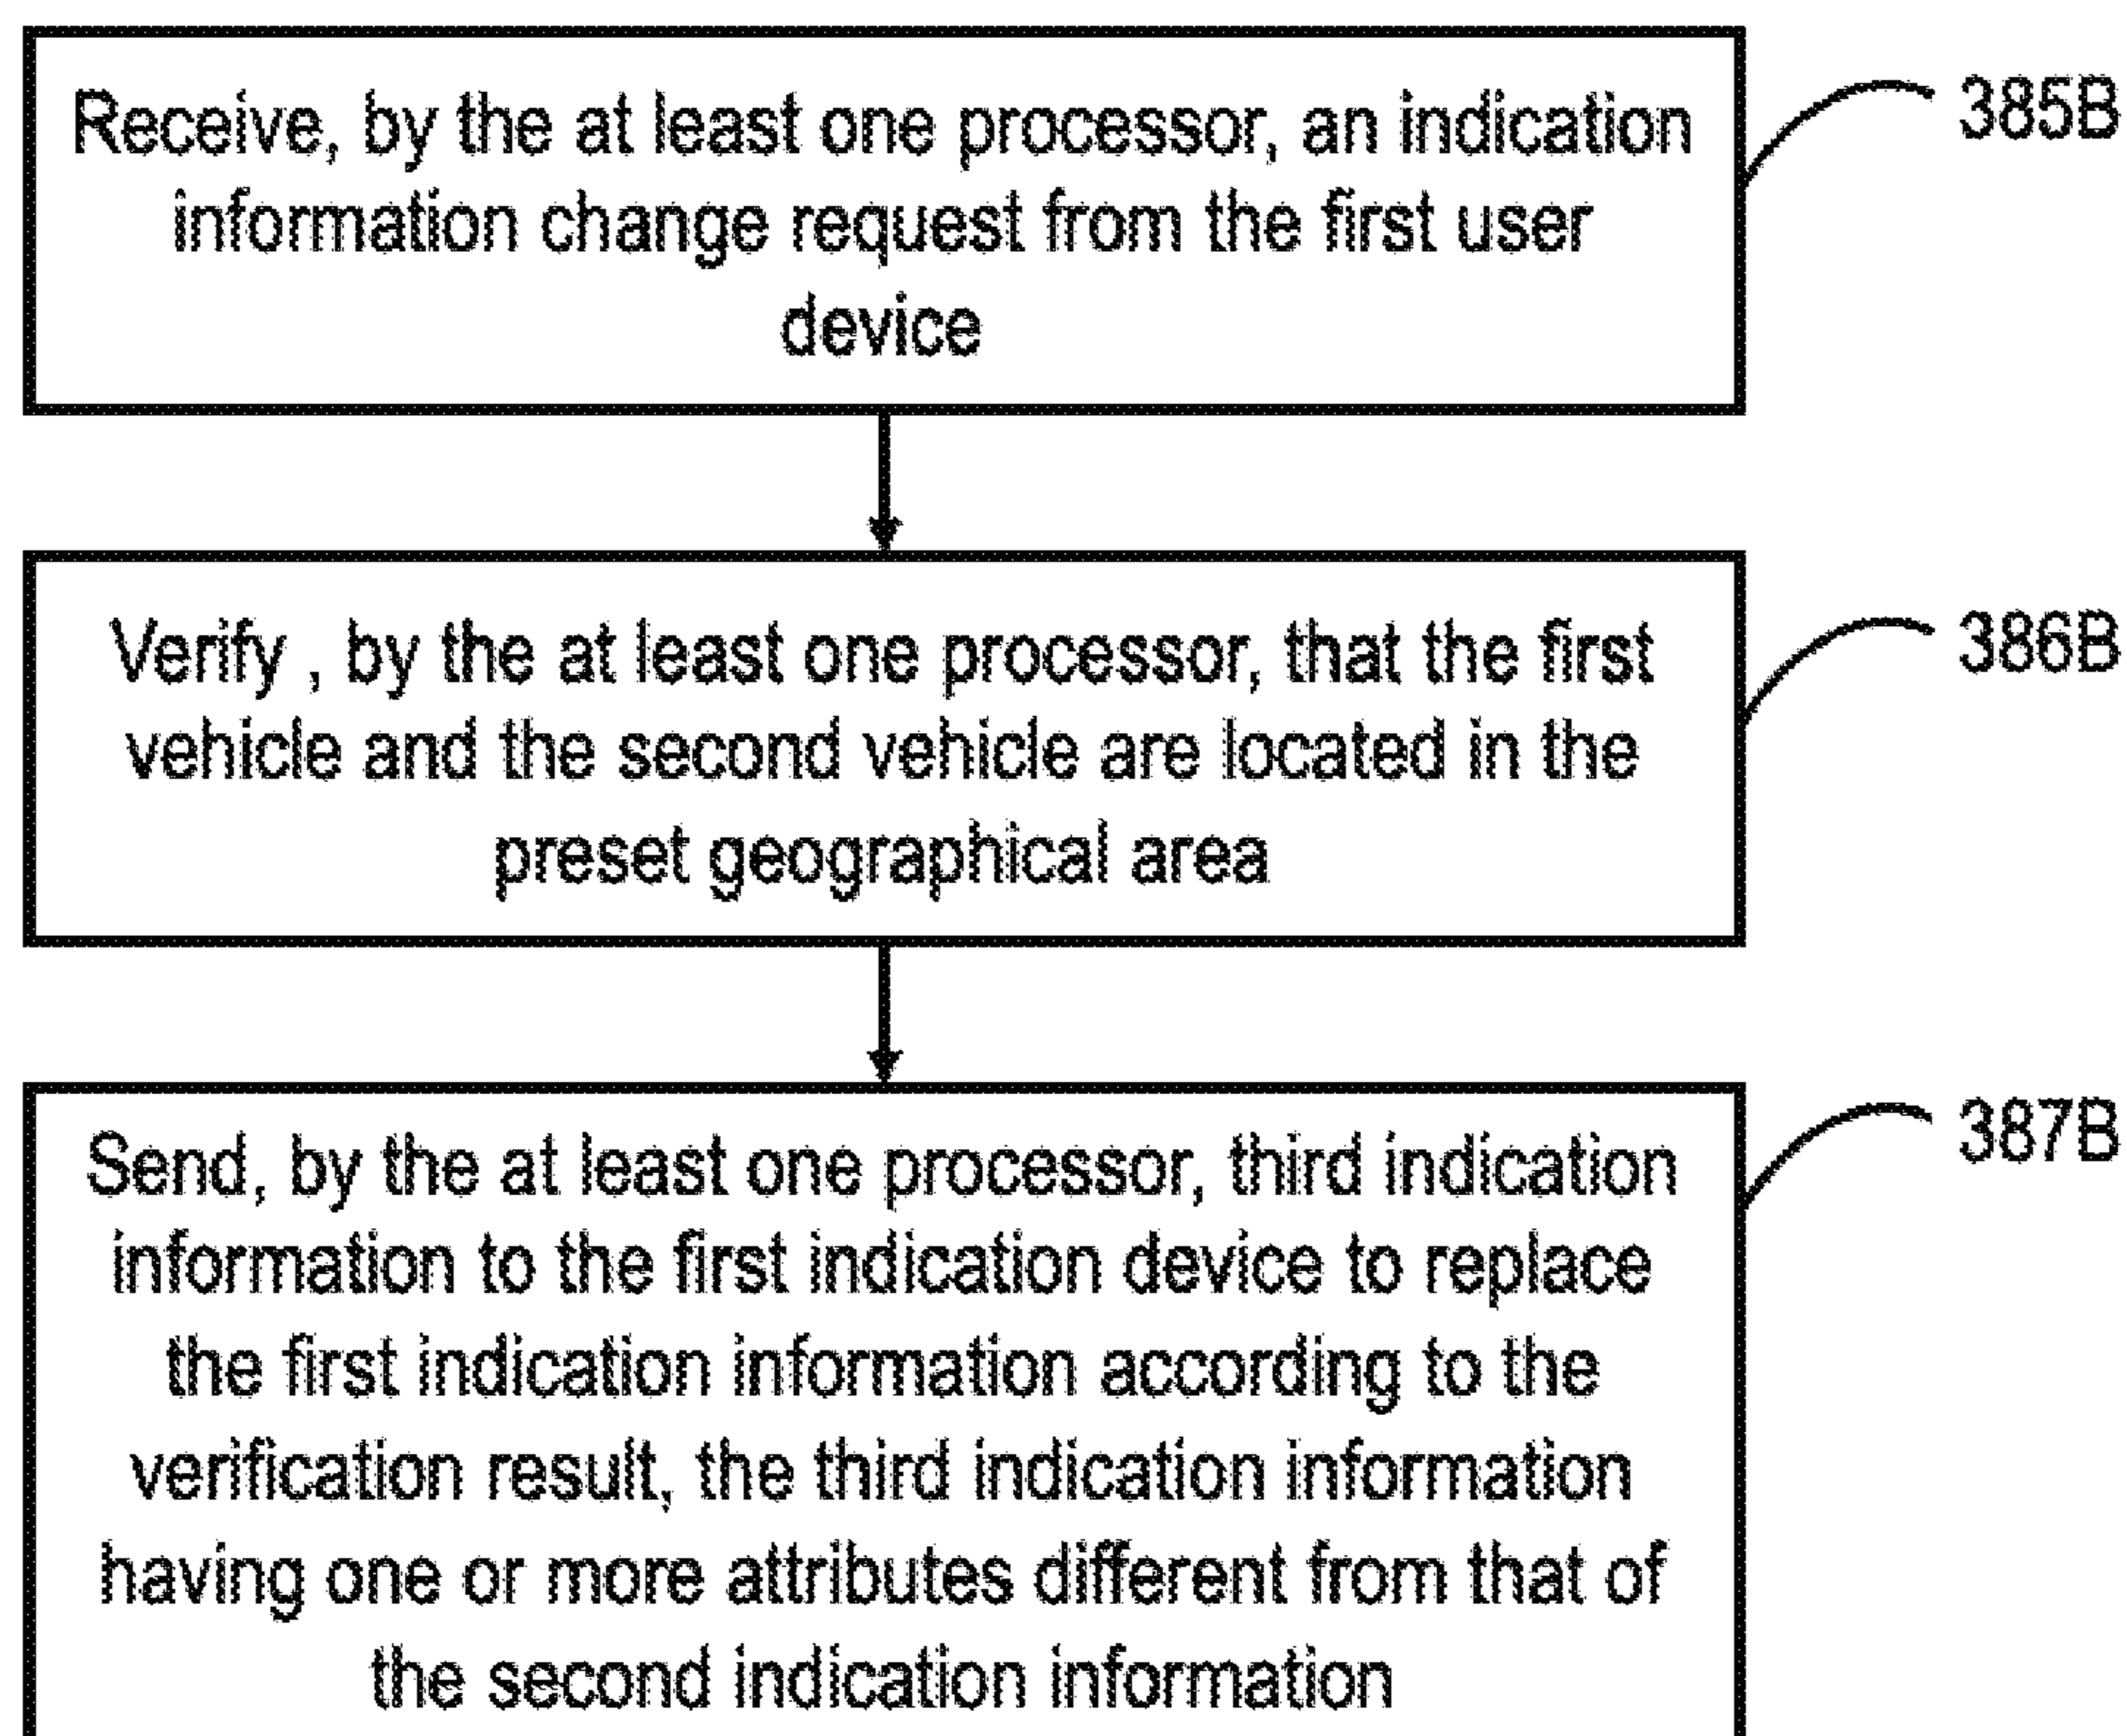 Receive, by the at least one processor, an indication
information change request from the first user
device
385B
Verify , by the at least one processor, that the first
vehicle and the second vehicle are located in the
preset geographical area
386B
Send, by the at least one processor, third indication
information to the first indication device to replace
the first indication information according to the
verification result, the third indication information
having one or more attributes different from that of
the second indication information
387B